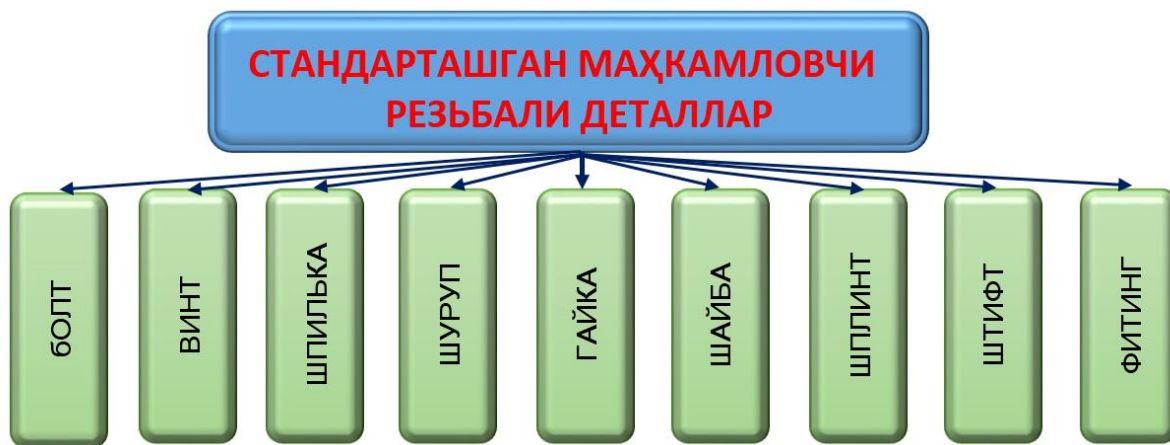 СТАНДАРТАШГАН МАҲКАМЛОВЧИ
РЕЗЬБАЛИ ДЕТАЛЛАР
бОЛТ
ВИНТ
ШПИЛЬКА
ШУРУП
ГАЙКА
ШАЙБА
ШПЛИНТ
ШТИФТ
ФИТИНГ